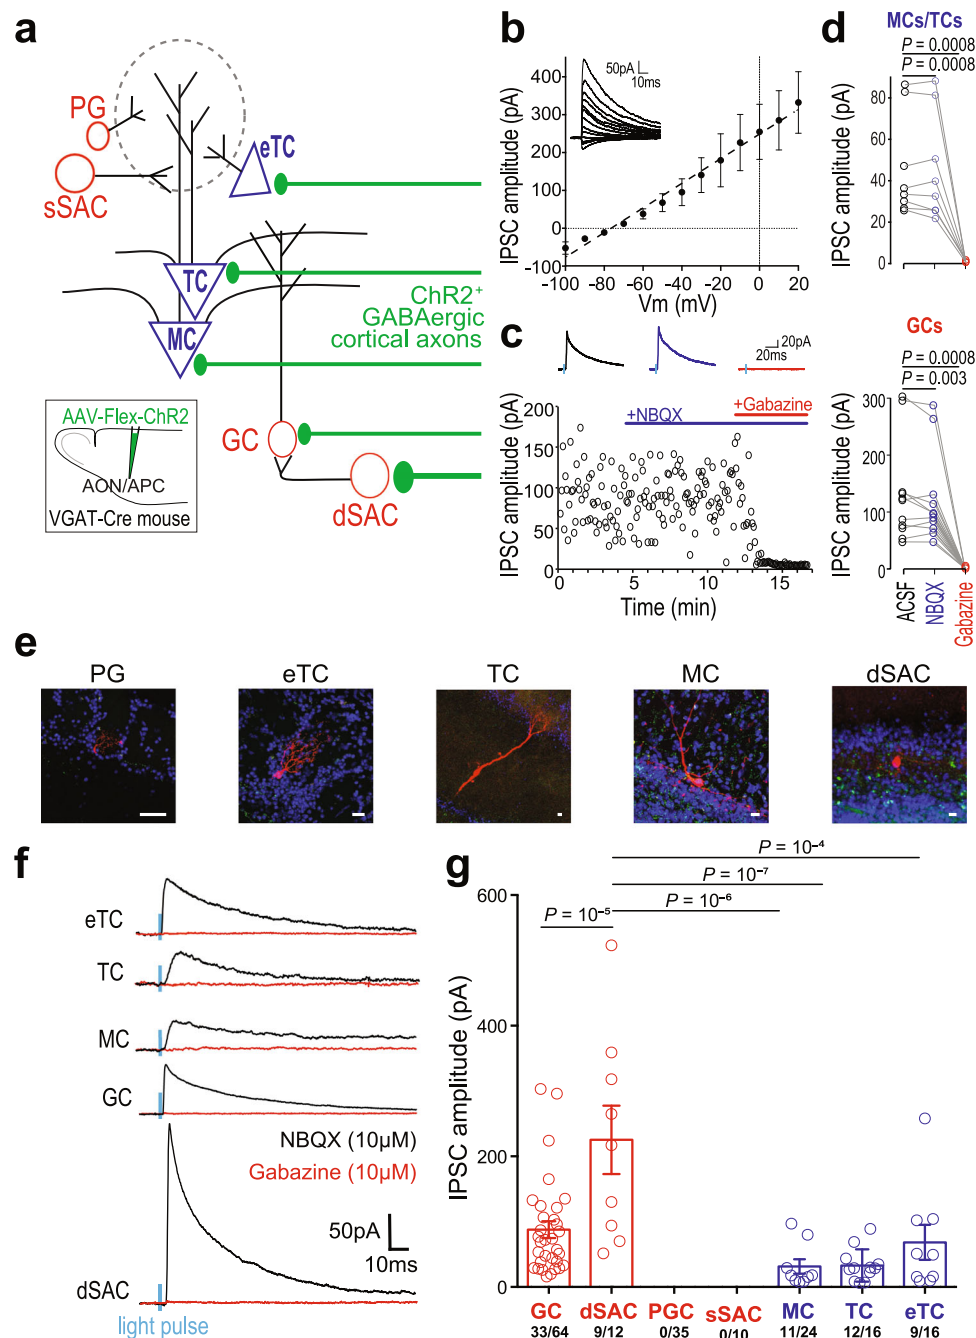 a
PG
eTC
sSAC
TC
MC
ChR2+
GABAergic
cortical axons
AAV-Flex-ChR2
AON/APC
VGAT-Cre mouse
GC
dSAC
b
50pA
10ms
IPSC amplitude (pA)
400
300
200
100
0
-100
-100 -80 -60 -40 -20 0 20
Vm (mV)
c
20pA
20ms
+NBQX
+Gabazine
IPSC amplitude (pA)
200
150
100
50
0
0 5 10 15
Time (min)
d
MCs/TCs
P = 0.0008
P = 0.0008
IPSC amplitude (pA)
80
60
40
20
0
GCs
P = 0.0008
P = 0.003
IPSC amplitude (pA)
300
200
100
0
ACSF
NBQX
Gabazine
e
PG eTC TC MC dSAC
f
eTC
TC
MC
GC
NBQX (10µM)
Gabazine (10µM)
50pA
10ms
dSAC
light pulse
g
P = 10⁻⁴
P = 10⁻⁷
P = 10⁻⁶
P = 10⁻⁵
IPSC amplitude (pA)
600
400
200
0
GC dSAC PGC sSAC MC TC eTC
33/64 9/12 0/35 0/10 11/24 12/16 9/16